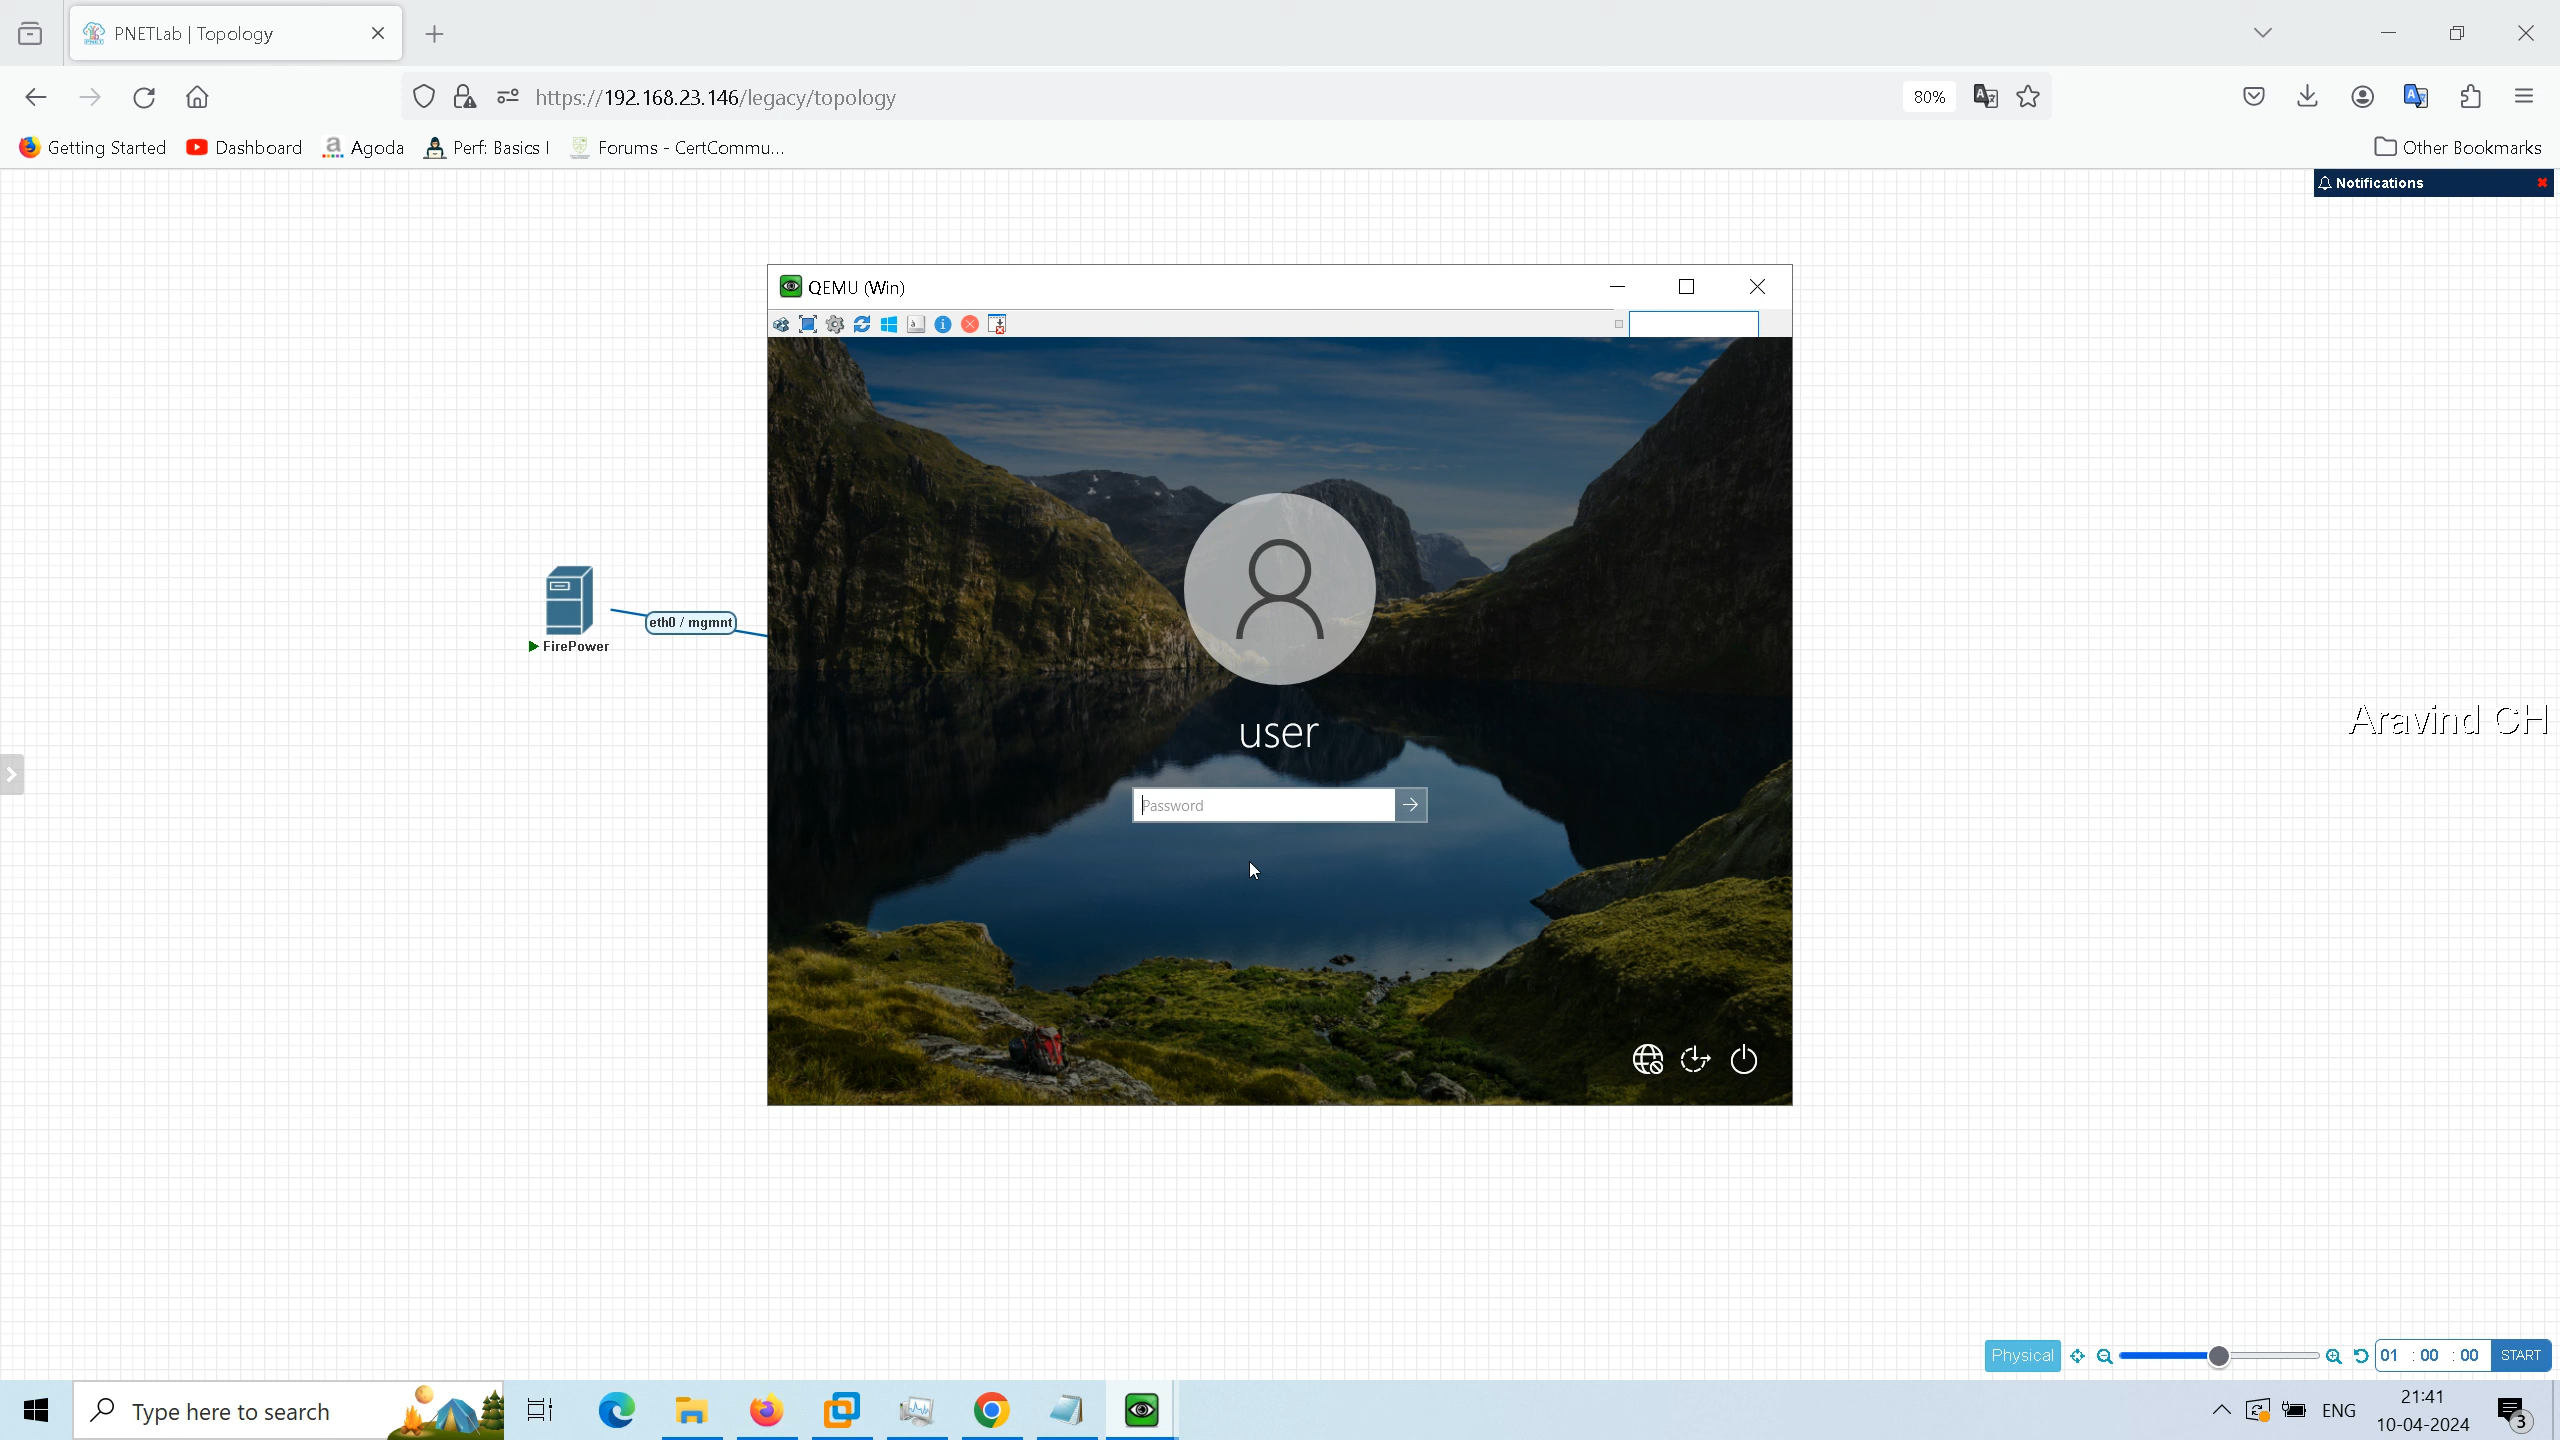 PNETLab | Topology
https://192.168.23.146/legacy/topology
80%
Getting Started
Dashboard
Agoda
Perf: Basics I
Forums - CertCommu...
Other Bookmarks
Notifications
QEMU (Win)
eth0 / mgmnt
FirePower
user
Password
Aravind CH
Physical
01 : 00 : 00
START
Type here to search
ENG
21:41
10-04-2024
3